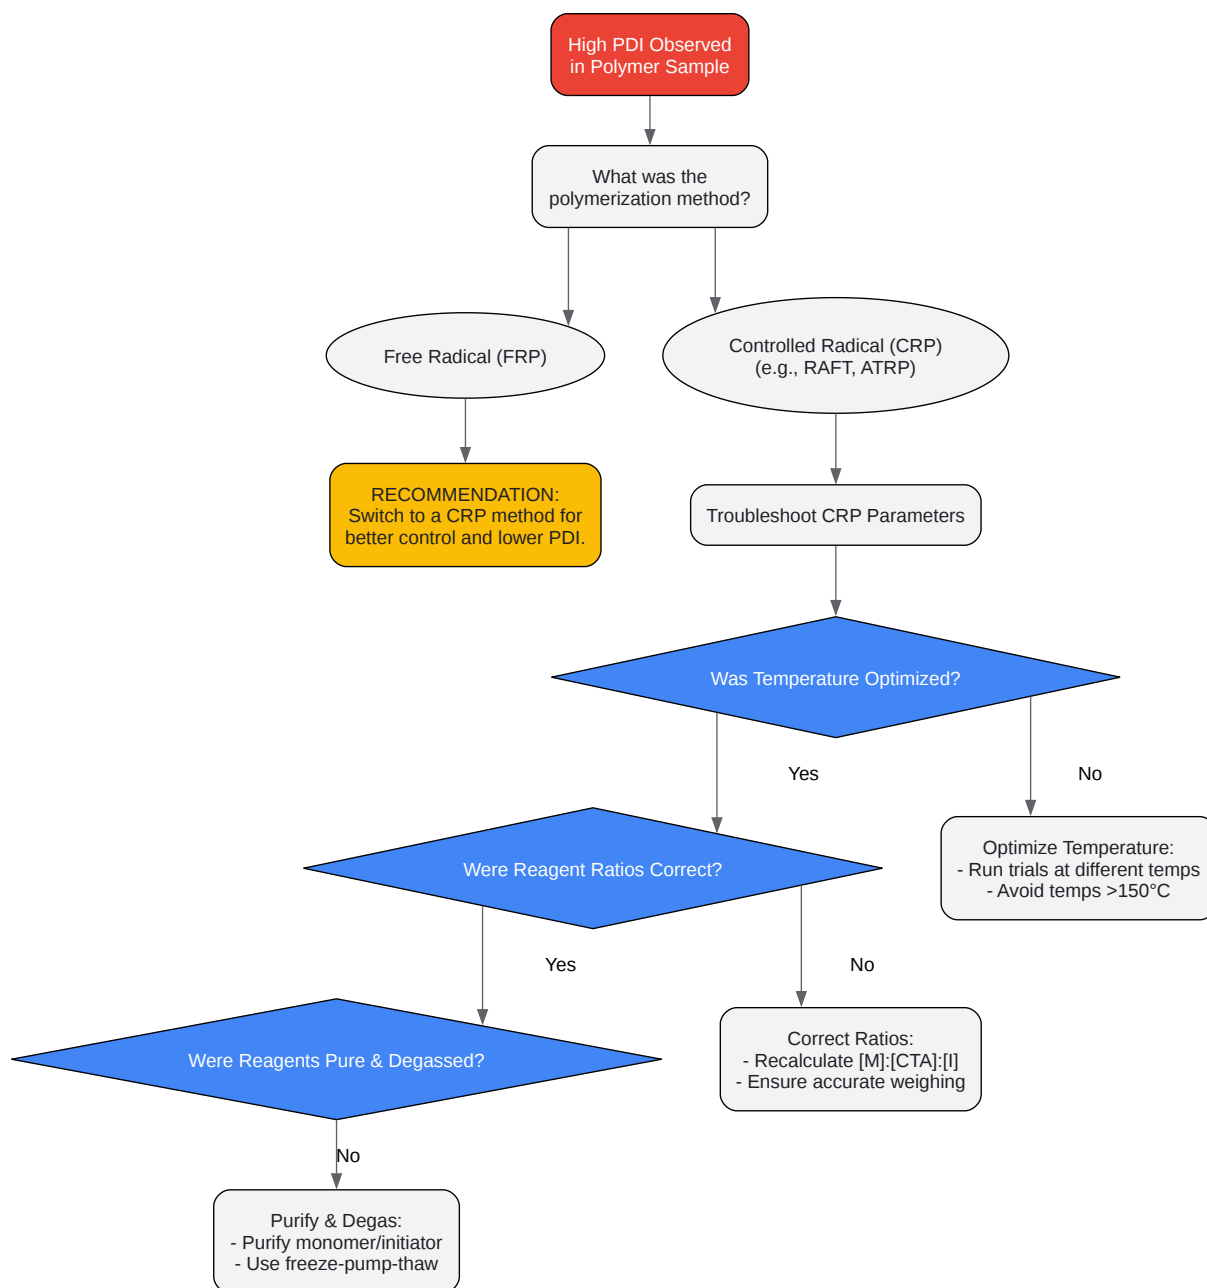 High PDI Observed
in Polymer Sample
What was the
polymerization method?
Free Radical (FRP)
Controlled Radical (CRP)
(e.g., RAFT, ATRP)
RECOMMENDATION:
Switch to a CRP method for
better control and lower PDI.
Troubleshoot CRP Parameters
Was Temperature Optimized?
Yes
No
Were Reagent Ratios Correct?
Optimize Temperature:
- Run trials at different temps
- Avoid temps >150°C
Yes
No
Were Reagents Pure & Degassed?
Correct Ratios:
- Recalculate [M]:[CTA]:[I]
- Ensure accurate weighing
No
Purify & Degas:
- Purify monomer/initiator
- Use freeze-pump-thaw